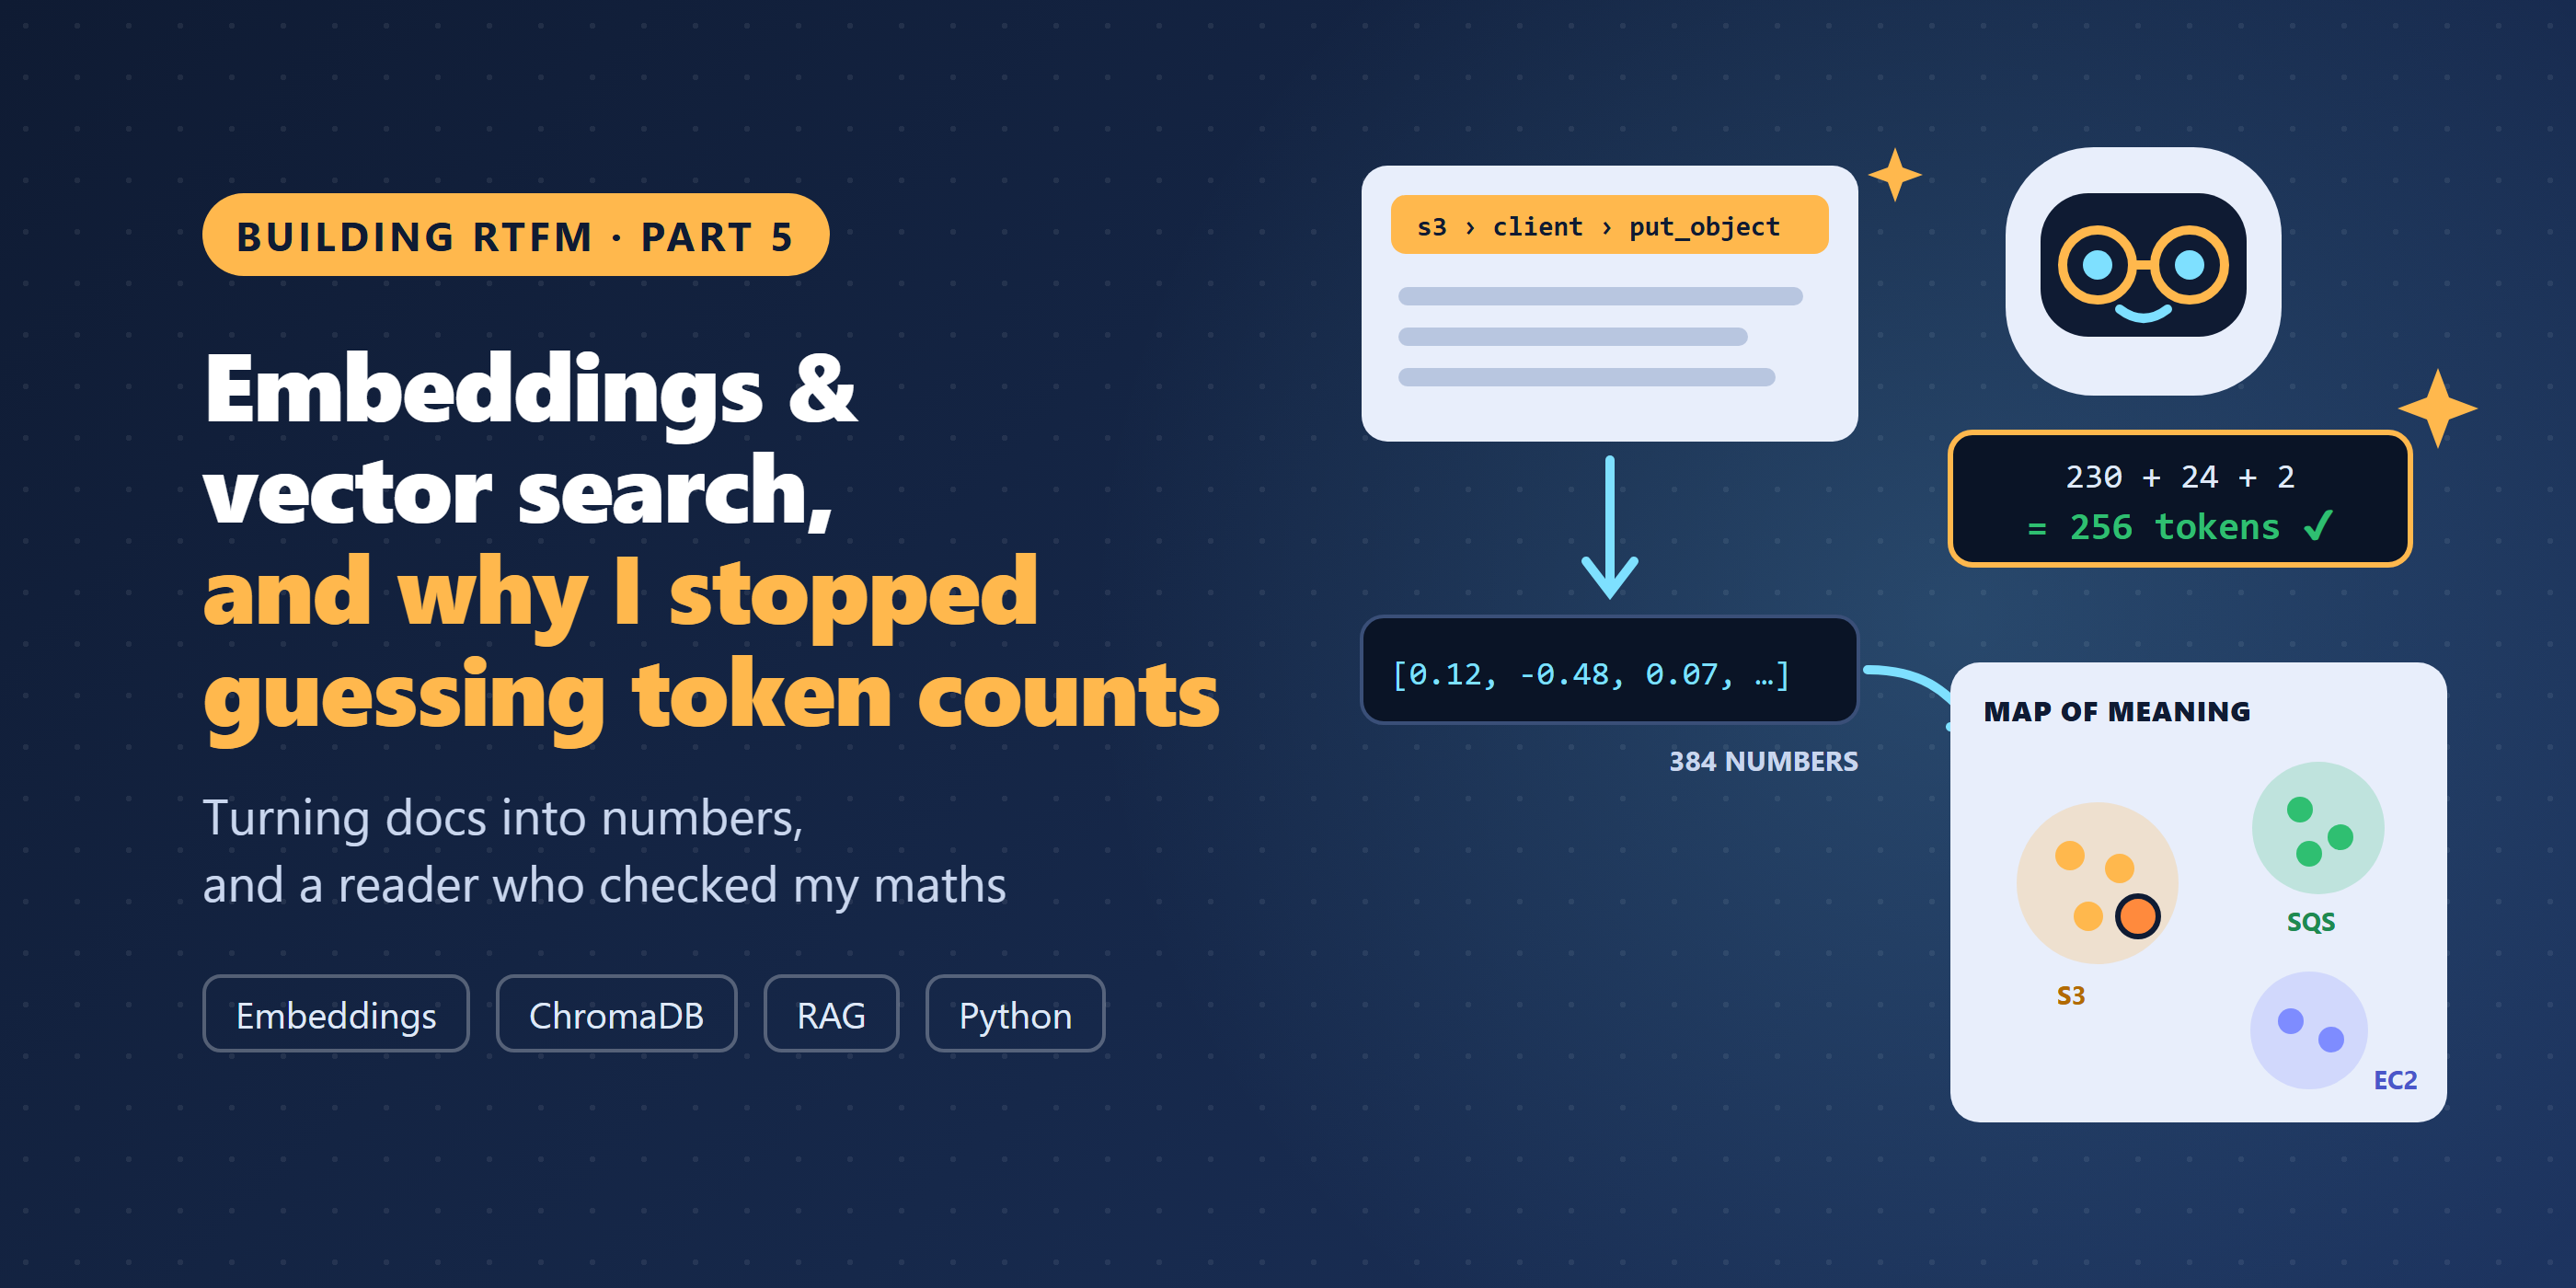 BUILDING RTFM · PART 5
Embeddings &
vector search,
and why I stopped
guessing token counts
Turning docs into numbers,
and a reader who checked my maths
Embeddings
ChromaDB
RAG
Python
s3 › client › put_object
[0.12, -0.48, 0.07, …]
384 NUMBERS
230 + 24 + 2
= 256 tokens ✓
MAP OF MEANING
SQS
S3
EC2